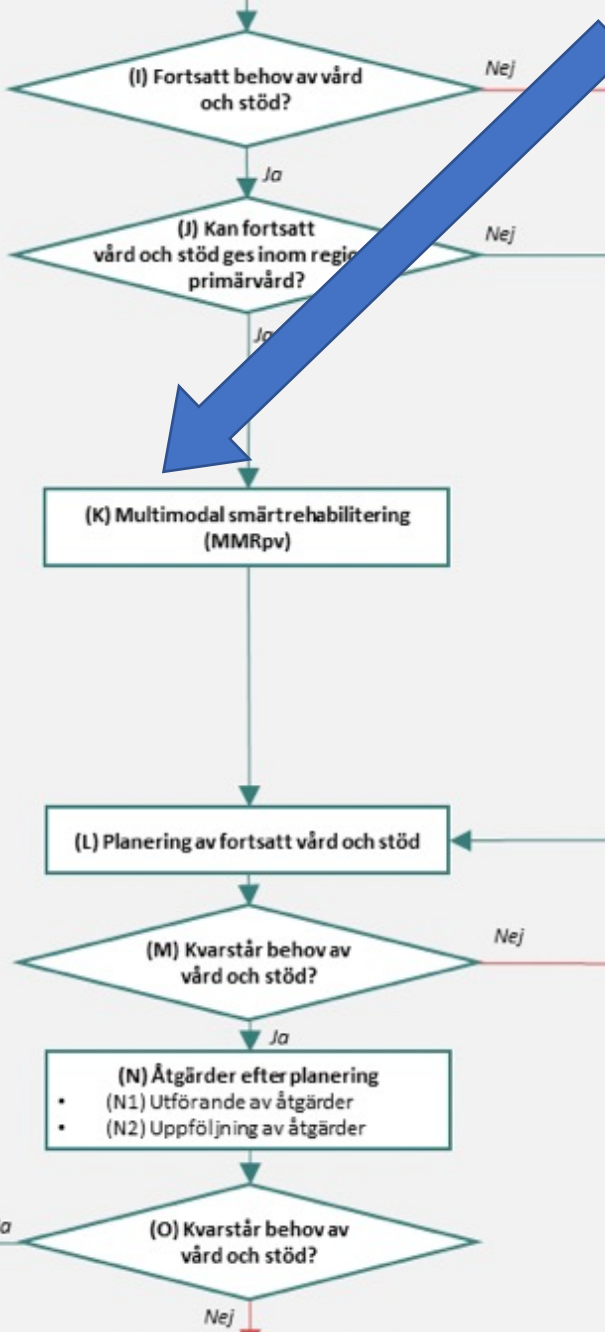 (I) Fortsatt behov av vård
och stöd?
Nej
Ja
(J) Kan fortsatt
vård och stöd ges inom
primärvård?
Nej
Ja
(K) Multimodal smärtrehabilitering
(MMRpv)
(L) Planering av fortsatt vård och stöd
(M) Kvarstår behov av
vård och stöd?
Nej
Ja
(N) Åtgärder efter planering
• (N1) Utförande av åtgärder
• (N2) Uppföljning av åtgärder
(O) Kvarstår behov av
vård och stöd?
Nej